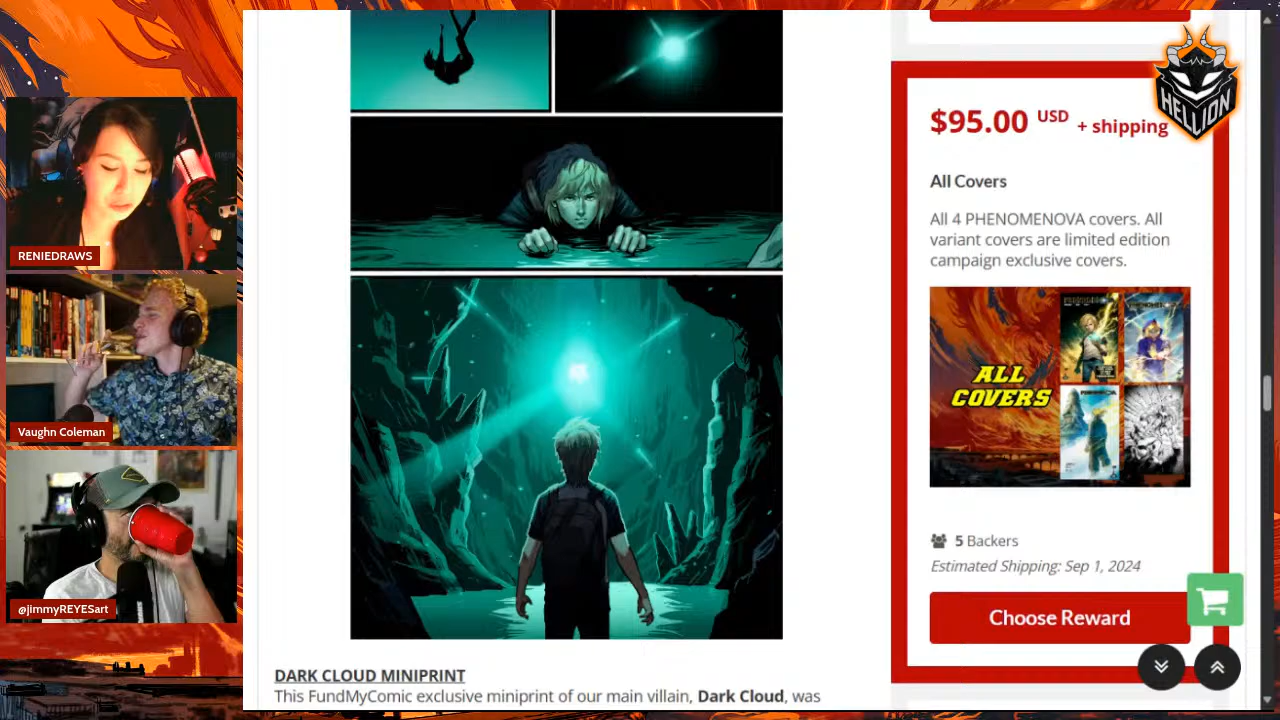 RENIEDRAWS
Vaughn Coleman
@jimmyREYESart
DARK CLOUD MINIPRINT
This FundMyComic exclusive miniprint of our main villain, Dark Cloud, was
HELLION
$95.00 USD + shipping
All Covers
All 4 PHENOMENOVA covers. All
variant covers are limited edition
campaign exclusive covers.
ALL
COVERS
5 Backers
Estimated Shipping: Sep 1, 2024
Choose Reward